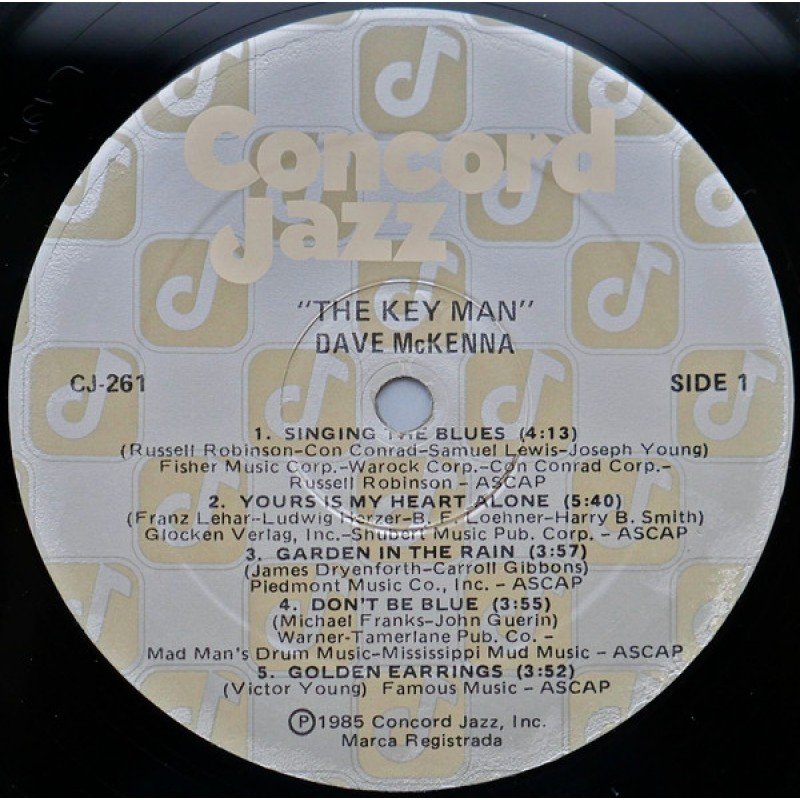 Concord
Jazz
"THE KEY MAN"
DAVE McKENNA
CJ-261
SIDE 1
1. SINGING THE BLUES (4:13)
(Russell Robinson-Con Conrad-Samuel Lewis-Joseph Young)
Fisher Music Corp.-Warock Corp.-Con Conrad Corp.-
Russell Robinson - ASCAP
2. YOURS IS MY HEART ALONE (5:40)
(Franz Lehar-Ludwig Herzer-B. F. Loehner-Harry B. Smith)
Glocken Verlag, Inc.-Shubert Music Pub. Corp. - ASCAP
3. GARDEN IN THE RAIN (3:57)
(James Dryenforth-Carroll Gibbons)
Piedmont Music Co., Inc. - ASCAP
4. DON'T BE BLUE (3:55)
(Michael Franks-John Guerin)
Warner-Tamerlane Pub. Co. -
Mad Man's Drum Music-Mississippi Mud Music - ASCAP
5. GOLDEN EARRINGS (3:52)
(Victor Young) Famous Music - ASCAP
Ⓟ1985 Concord Jazz, Inc.
Marca Registrada